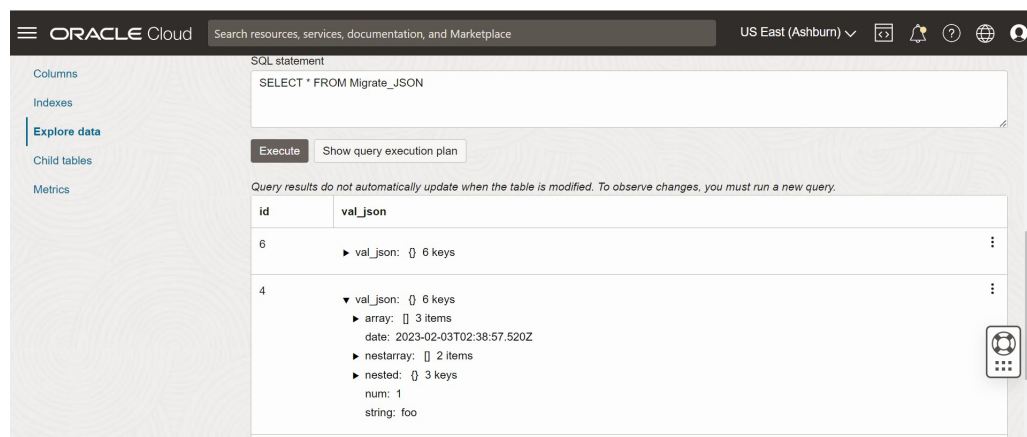 ORACLE Cloud
Search resources, services, documentation, and Marketplace
US East (Ashburn)
Columns
Indexes
Explore data
Child tables
Metrics
SQL statement
SELECT * FROM Migrate_JSON
Execute
Show query execution plan
Query results do not automatically update when the table is modified. To observe changes, you must run a new query.
id val_json
6
val_json: {} 6 keys
4
val_json: {} 6 keys
array: [] 3 items
date: 2023-02-03T02:38:57.520Z
nestarray: [] 2 items
nested: {} 3 keys
num: 1
string: foo